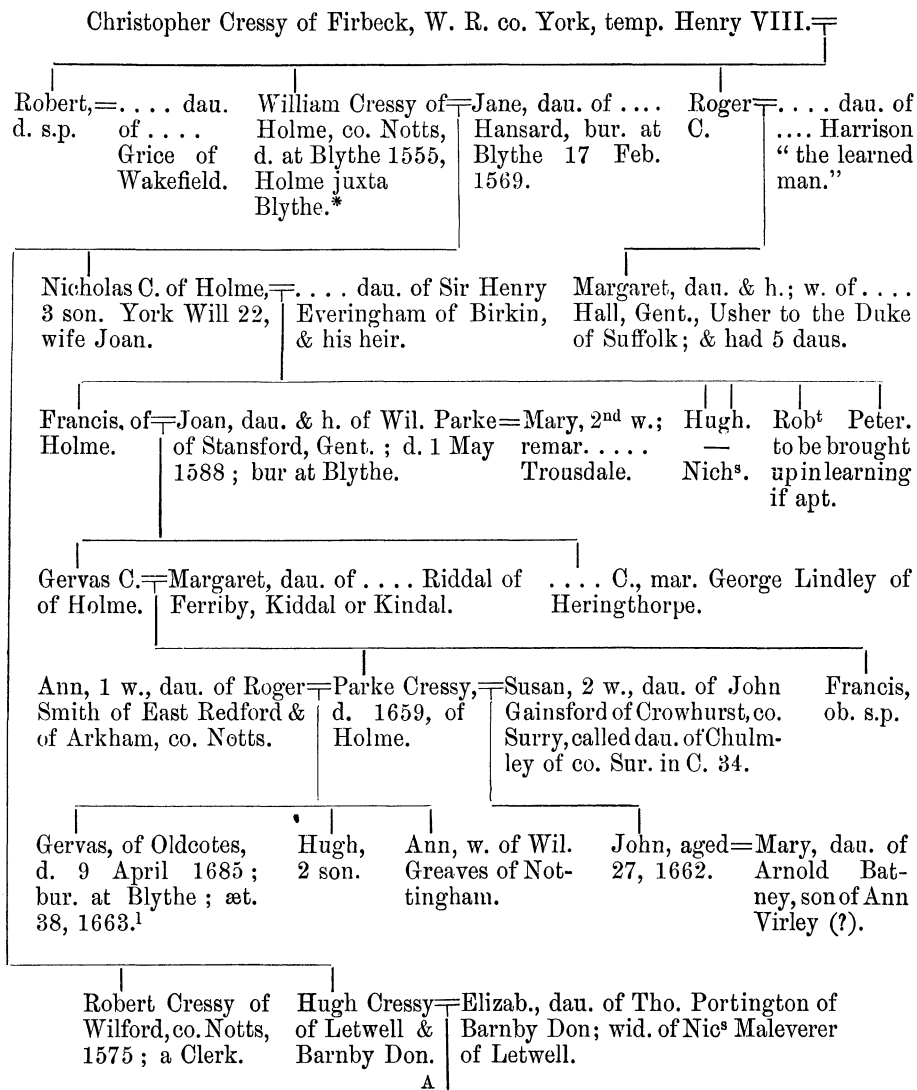 Christopher Cressy of Firbeck, W. R. co. York, temp. Henry VIII.=
Robert,=.... dau.
d. s.p. of ....
Grice of
Wakefield.
William Cressy of=Jane, dau. of ....
Holme, co. Notts, Hansard, bur. at
d. at Blythe 1555, Blythe 17 Feb.
Holme juxta 1569.
Blythe.*
Roger=.... dau. of
C. .... Harrison
“ the learned
man.”
Nicholas C. of Holme,=.... dau. of Sir Henry
3 son. York Will 22, Everingham of Birkin,
wife Joan. & his heir.
Margaret, dau. & h.; w. of ....
Hall, Gent., Usher to the Duke
of Suffolk; & had 5 daus.
Francis, of=Joan, dau. & h. of Wil. Parke=Mary, 2nd w.;
Holme. of Stansford, Gent. ; d. 1 May remar. .....
1588 ; bur at Blythe. Trousdale.
Hugh.
—
Nichs.
Robt Peter.
to be brought
up in learning
if apt.
Gervas C.=Margaret, dau. of .... Riddal of
of Holme. Ferriby, Kiddal or Kindal.
.... C., mar. George Lindley of
Heringthorpe.
Ann, 1 w., dau. of Roger=Parke Cressy,=Susan, 2 w., dau. of John
Smith of East Redford & d. 1659, of Gainsford of Crowhurst, co.
of Arkham, co. Notts. Holme. Surry, called dau. of Chulm-
ley of co. Sur. in C. 34.
Francis,
ob. s.p.
Gervas, of Oldcotes,
d. 9 April 1685 ;
bur. at Blythe ; æt.
38, 1663.1
Hugh,
2 son.
Ann, w. of Wil.
Greaves of Not-
tingham.
John, aged=Mary, dau. of
27, 1662. Arnold Bat-
ney, son of Ann
Virley (?).
Robert Cressy of
Wilford, co. Notts,
1575 ; a Clerk.
Hugh Cressy=Elizab., dau. of Tho. Portington of
of Letwell & Barnby Don; wid. of Nics Maleverer
Barnby Don. of Letwell.
A